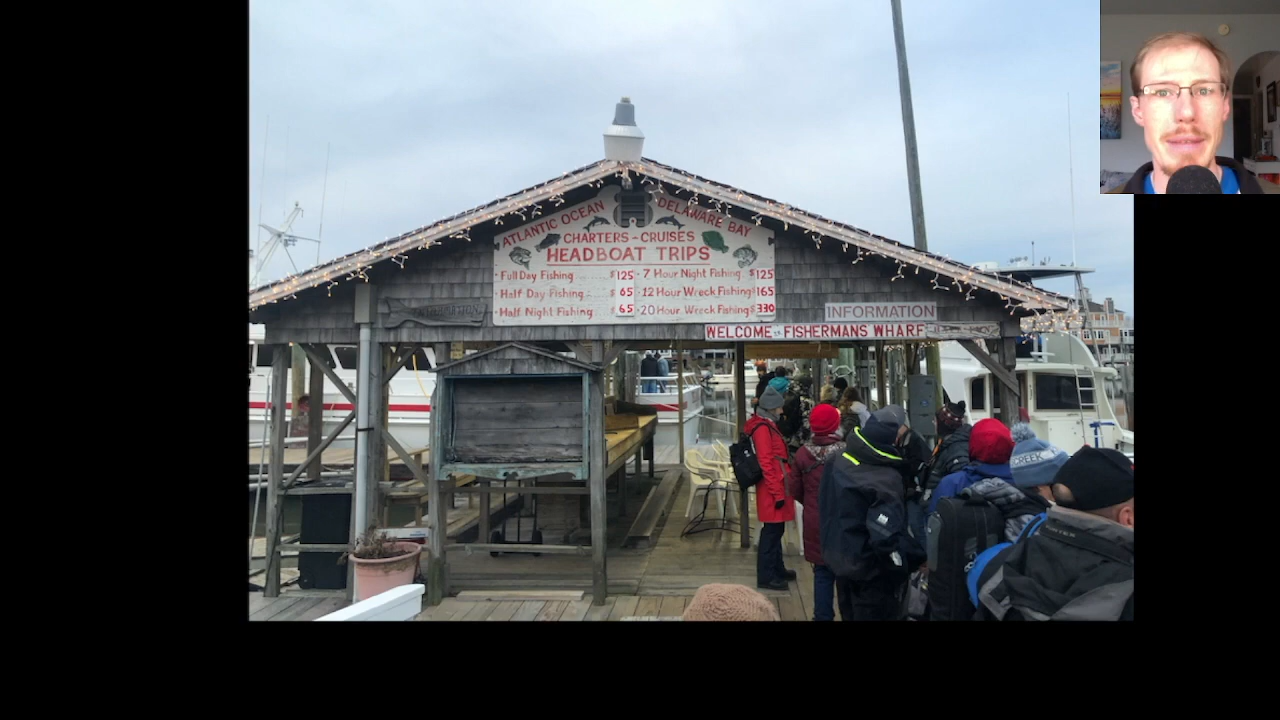 ATLANTIC OCEAN DELAWARE BAY
CHARTERS - CRUISES
HEADBOAT TRIPS
Full Day Fishing $125 - 7 Hour Night Fishing $125
Half Day Fishing $ 65 - 12 Hour Wreck Fishing $165
Half Night Fishing $ 65 - 20 Hour Wreck Fishing $330
INFORMATION
WELCOME TO FISHERMANS WHARF
CREEK